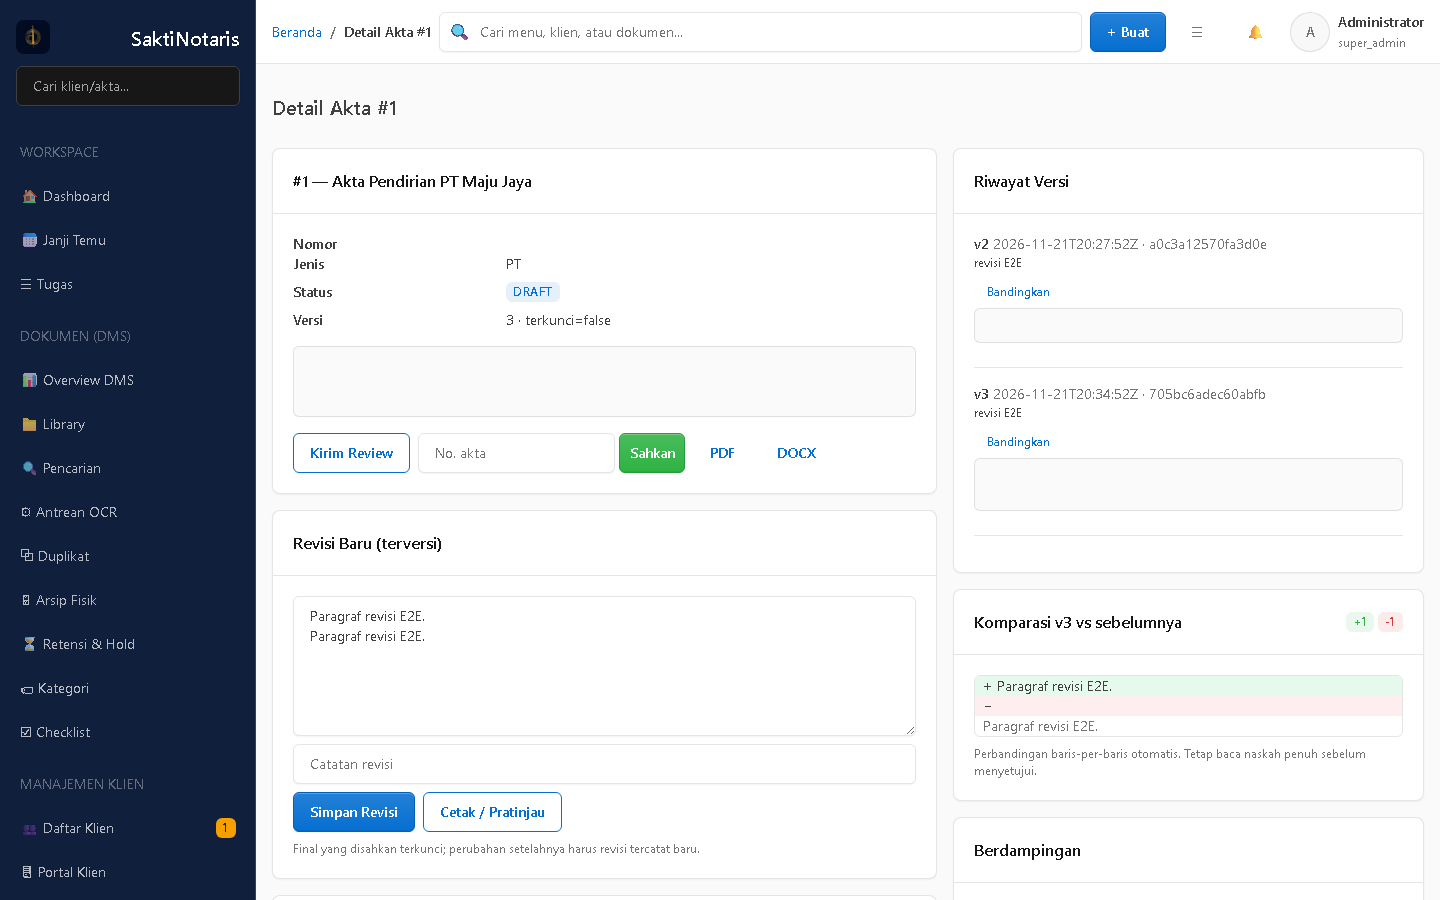 SaktiNotaris
Cari klien/akta...
WORKSPACE
Dashboard
Janji Temu
Tugas
DOKUMEN (DMS)
Overview DMS
Library
Pencarian
Antrean OCR
Duplikat
Arsip Fisik
Retensi & Hold
Kategori
Checklist
MANAJEMEN KLIEN
Daftar Klien 1
Portal Klien
Beranda / Detail Akta #1
Cari menu, klien, atau dokumen...
+ Buat
A
Administrator
super_admin
Detail Akta #1
#1 — Akta Pendirian PT Maju Jaya
Nomor
Jenis PT
Status DRAFT
Versi 3 · terkunci=false
Kirim Review No. akta Sahkan PDF DOCX
Revisi Baru (terversi)
Paragraf revisi E2E.
Paragraf revisi E2E.
Catatan revisi
Simpan Revisi Cetak / Pratinjau
Final yang disahkan terkunci; perubahan setelahnya harus revisi tercatat baru.
Riwayat Versi
v2 2026-11-21T20:27:52Z · a0c3a12570fa3d0e
revisi E2E
Bandingkan
v3 2026-11-21T20:34:52Z · 705bc6adec60abfb
revisi E2E
Bandingkan
Komparasi v3 vs sebelumnya +1 -1
+ Paragraf revisi E2E.
−
Paragraf revisi E2E.
Perbandingan baris-per-baris otomatis. Tetap baca naskah penuh sebelum
menyetujui.
Berdampingan